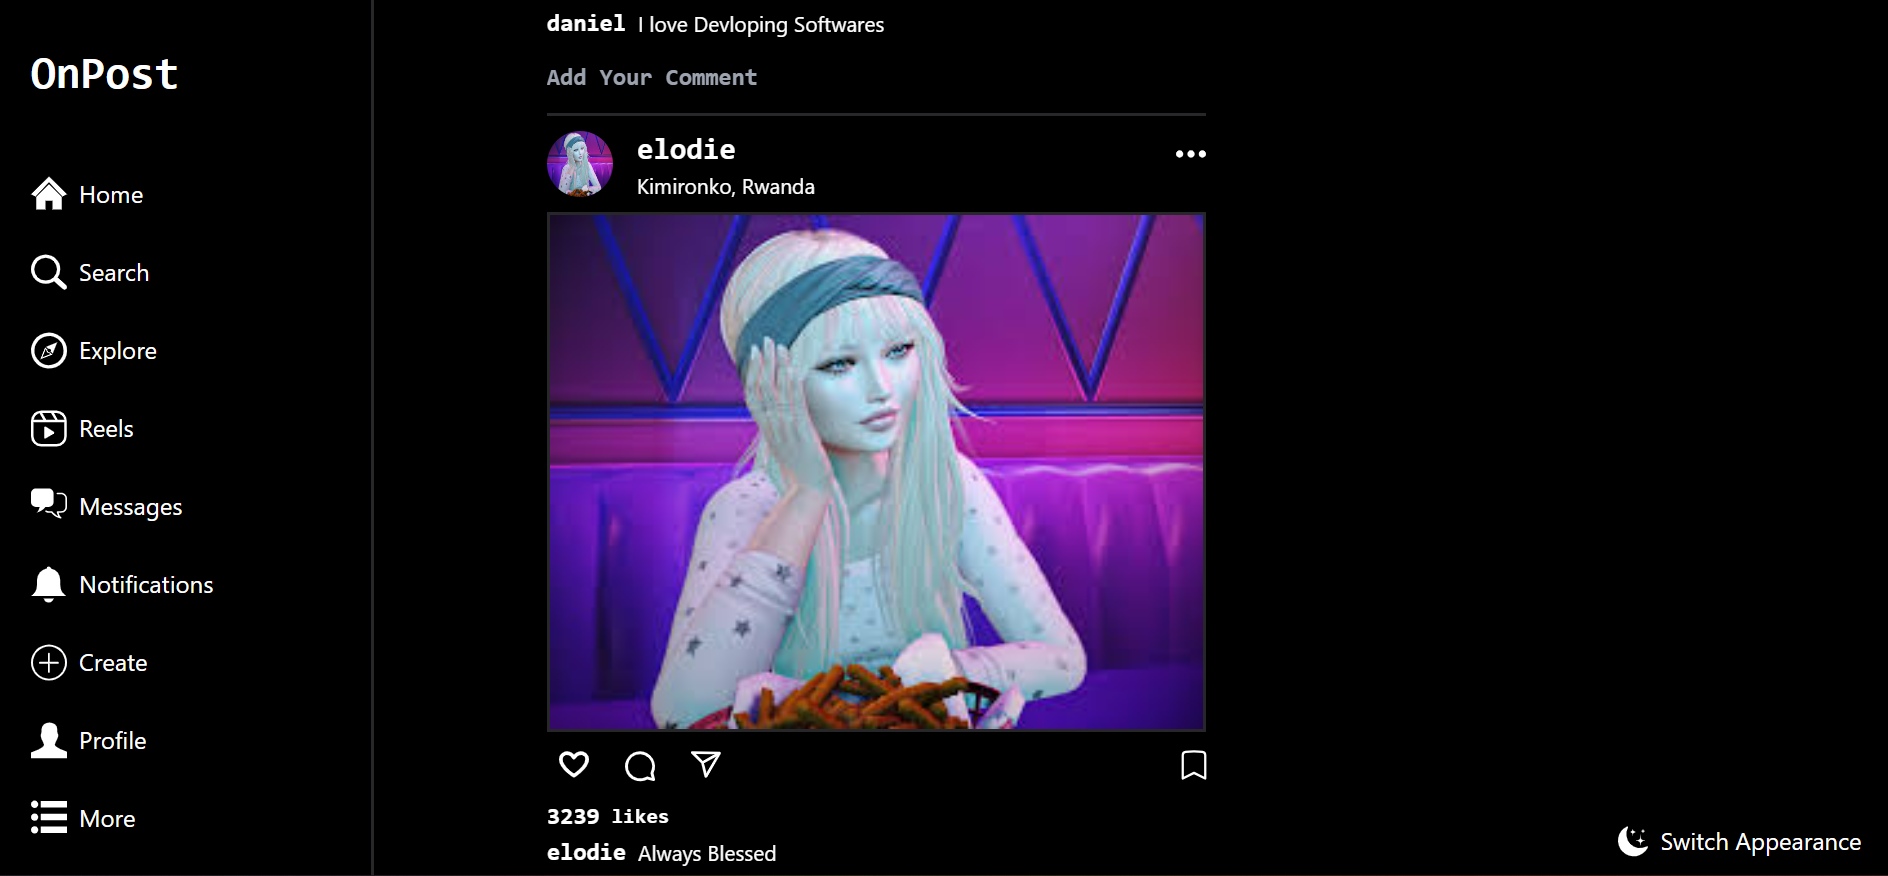 OnPost
Home
Search
Explore
Reels
Messages
Notifications
Create
Profile
More
daniel I love Devloping Softwares
Add Your Comment
elodie
Kimironko, Rwanda
3239 likes
elodie Always Blessed
Switch Appearance